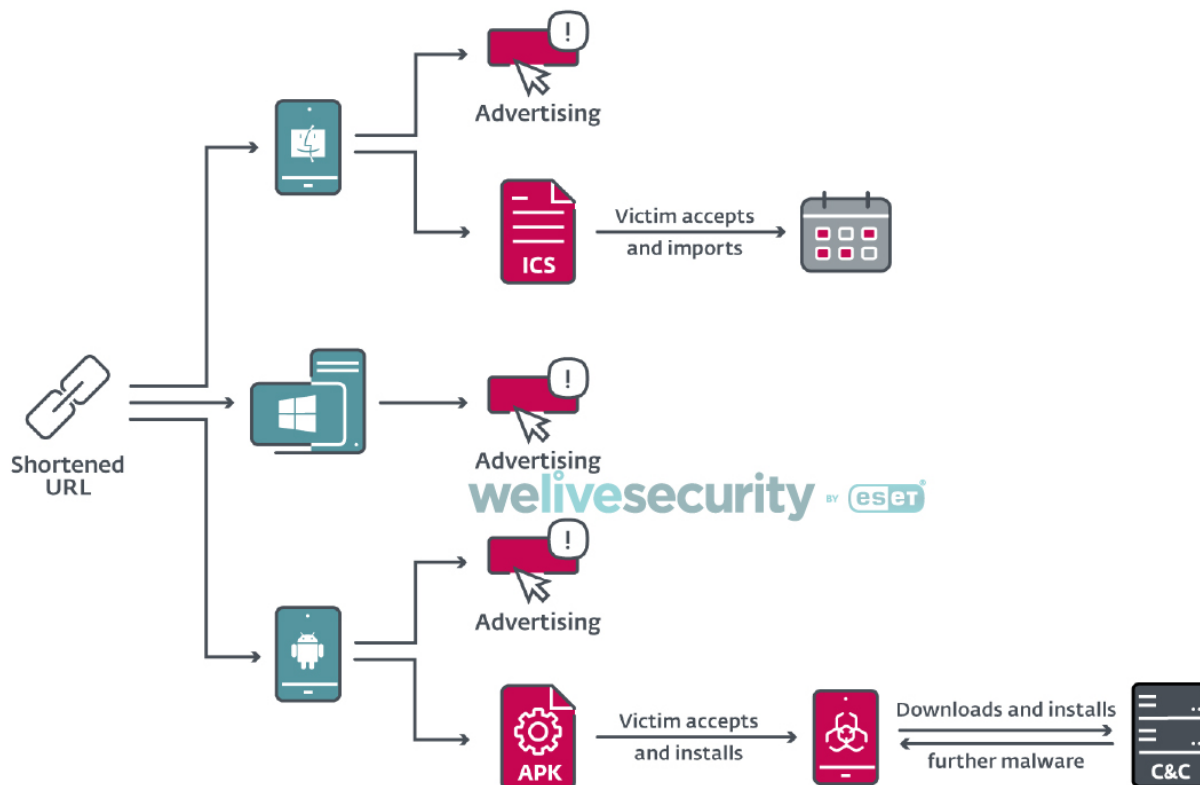 Advertising
ICS
Victim accepts
and imports
Shortened
URL
Advertising
welivesecurity BY eset®
Advertising
APK
Victim accepts
and installs
Downloads and installs
further malware
C&C